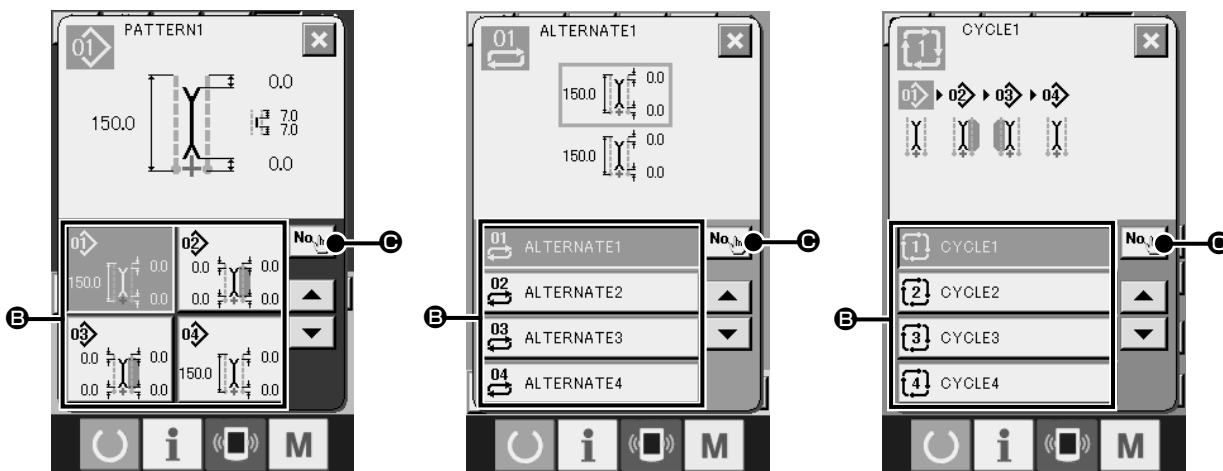 01 PATTERN1
0.0
150.0
7.0
7.0
0.0
01 02
150.0 0.0 0.0 0.0
0.0 0.0 0.0
03 04
0.0 0.0 150.0 0.0
0.0 0.0 0.0
No.
B
C
i M
01 ALTERNATE1
150.0 0.0
0.0
150.0 0.0
0.0
01 ALTERNATE1
02 ALTERNATE2
03 ALTERNATE3
04 ALTERNATE4
No.
B
C
i M
1 CYCLE1
01 02 03 04
1 CYCLE1
2 CYCLE2
3 CYCLE3
4 CYCLE4
No.
B
C
i M